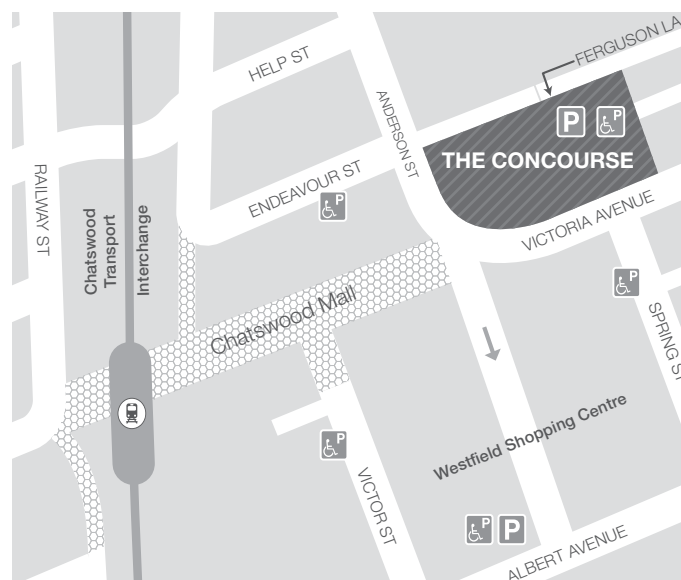 FERGUSON LA
HELP ST
ANDERSON ST
P
P
THE CONCOURSE
RAILWAY ST
ENDEAVOUR ST
P
VICTORIA AVENUE
Chatswood
Transport
Interchange
P
Chatswood Mall
SPRING ST
Westfield Shopping Centre
P
VICTOR ST
P
P
ALBERT AVENUE